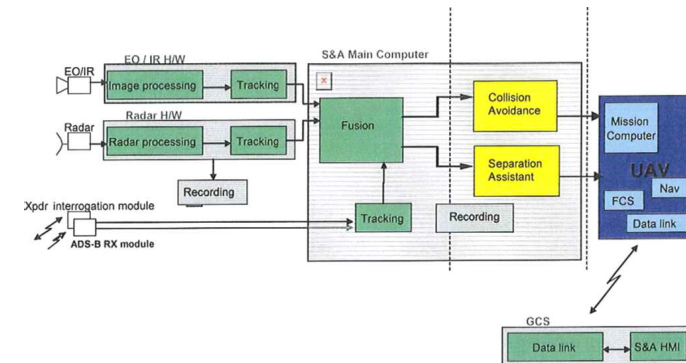 EO / IR H/W
S&A Main Computer
EO/IR
Image processing
Tracking
Collision
Avoidance
Radar H/W
Radar
Radar processing
Tracking
Fusion
Mission
Computer
Separation
Assistant
UAV
Nav
Recording
FCS
Xpdr interrogation module
Tracking
Recording
Data link
ADS-B RX module
GCS
Data link
S&A HMI